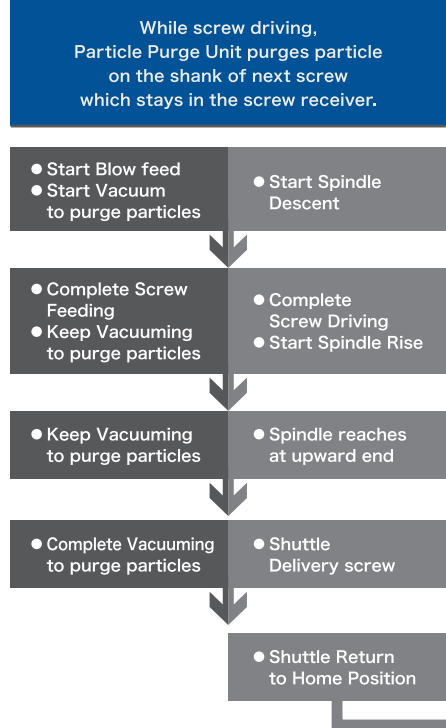 While screw driving,
Particle Purge Unit purges particle
on the shank of next screw
which stays in the screw receiver.
● Start Blow feed
● Start Vacuum
to purge particles
● Start Spindle
Descent
● Complete Screw
Feeding
● Keep Vacuuming
to purge particles
● Complete
Screw Driving
● Start Spindle Rise
● Keep Vacuuming
to purge particles
● Spindle reaches
at upward end
● Complete Vacuuming
to purge particles
● Shuttle
Delivery screw
● Shuttle Return
to Home Position